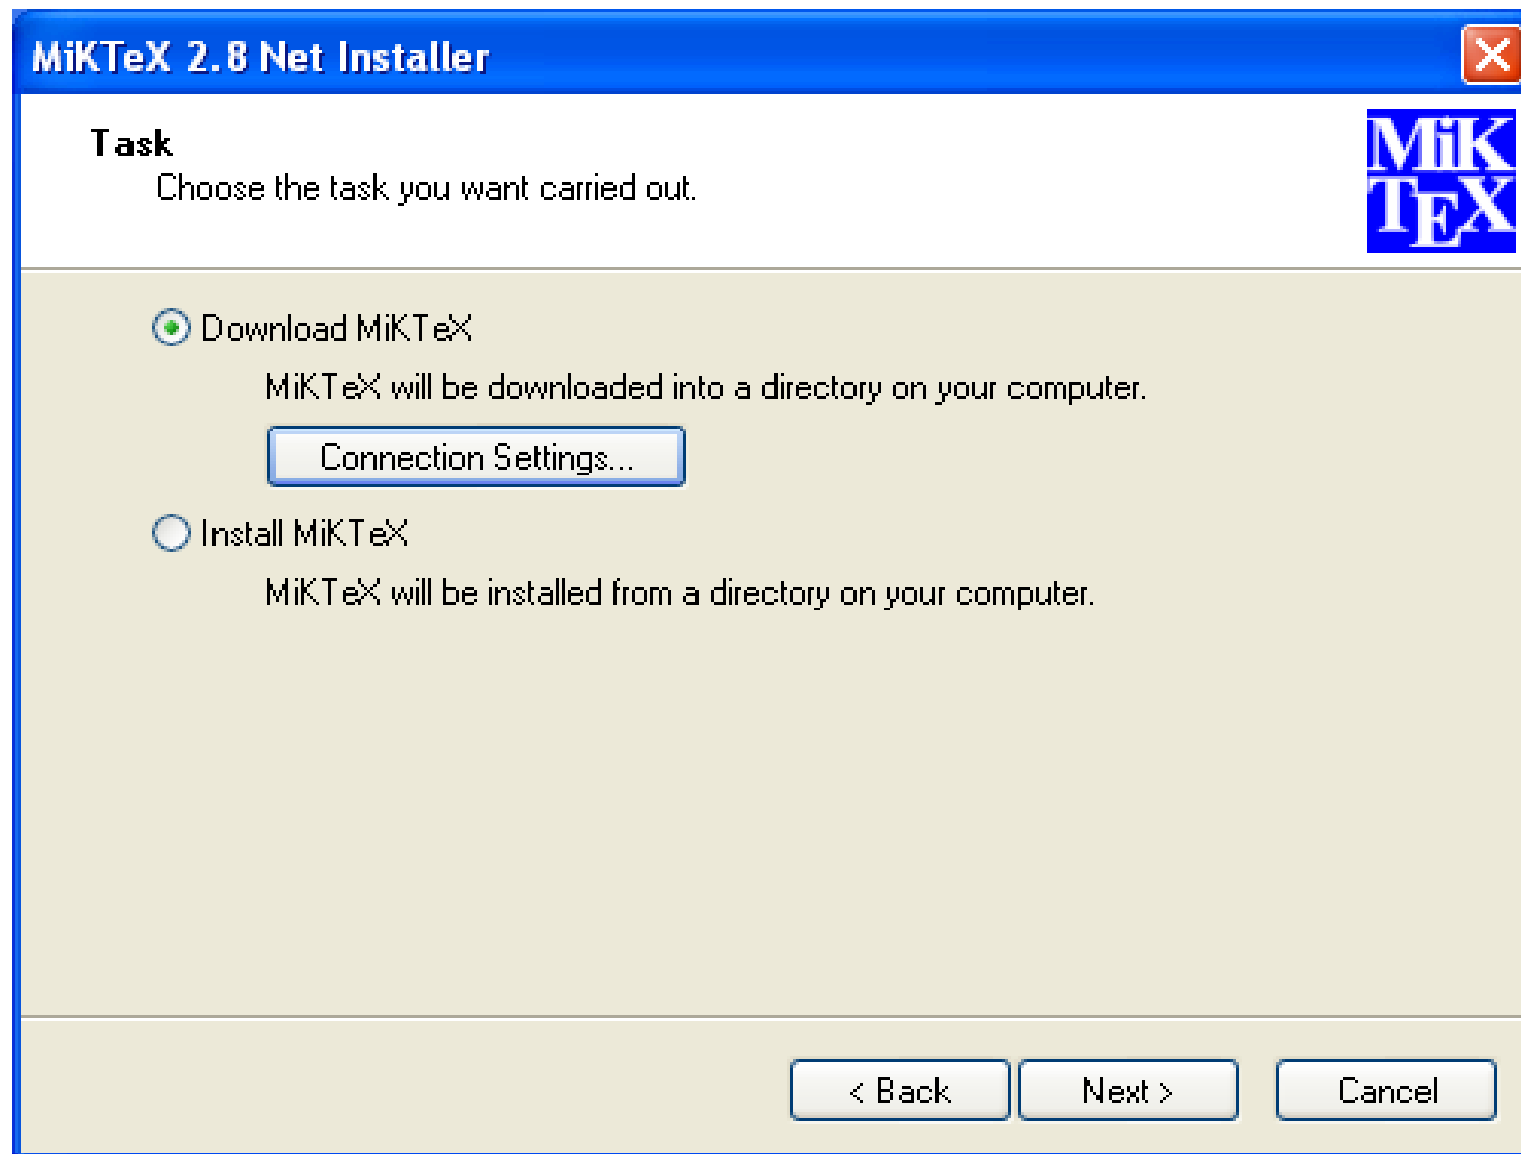 MiKTeX 2.8 Net Installer
Task
Choose the task you want carried out.
MiK
TEX
Download MiKTeX
MiKTeX will be downloaded into a directory on your computer.
Connection Settings...
Install MiKTeX
MiKTeX will be installed from a directory on your computer.
< Back
Next >
Cancel